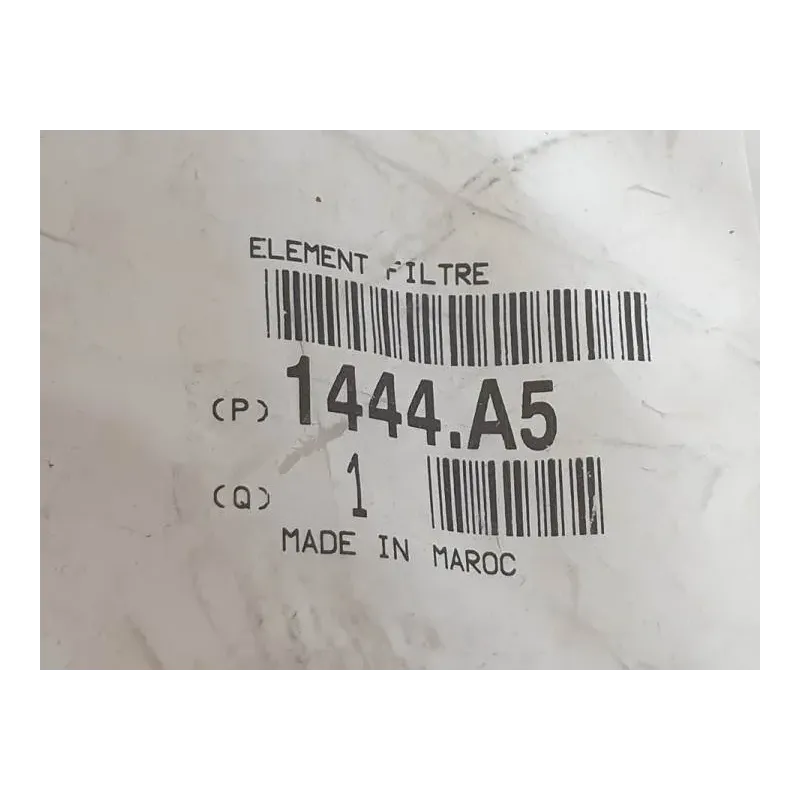 ELEMENT FILTRE
(P) 1444.A5
(Q) 1
MADE IN MAROC